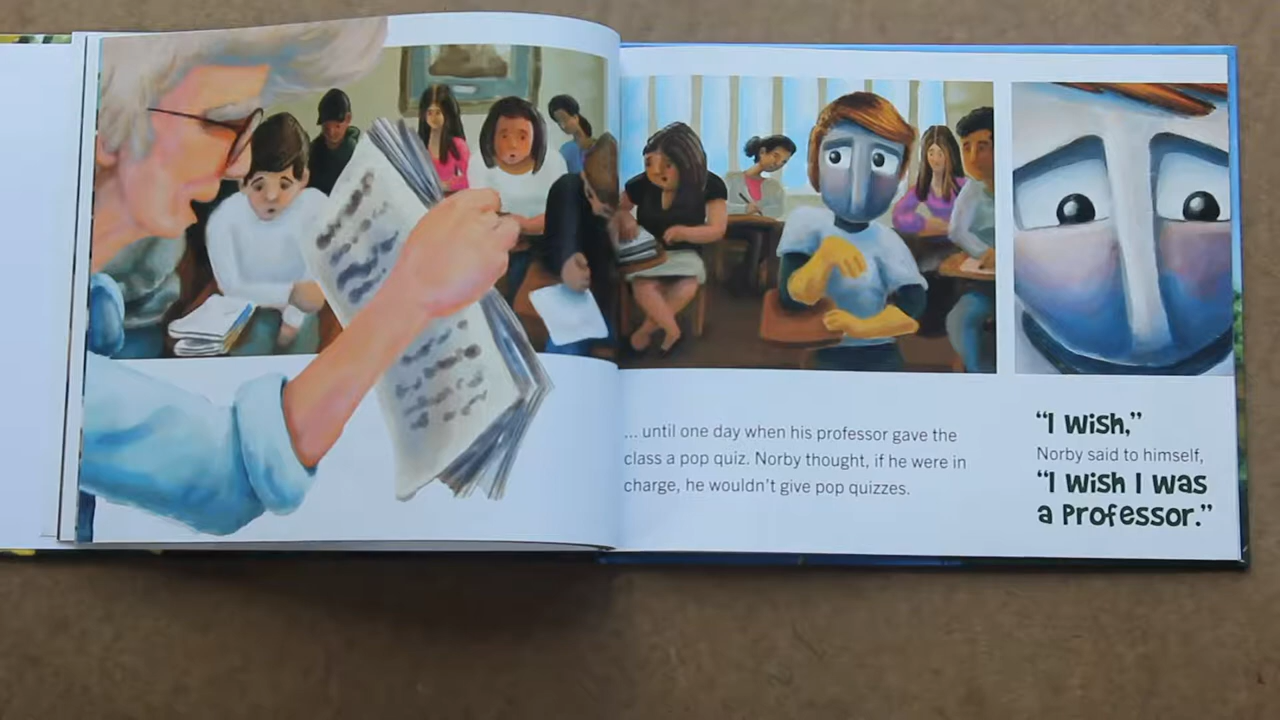 ... until one day when his professor gave the
class a pop quiz. Norby thought, if he were in
charge, he wouldn't give pop quizzes.
"I wish,"
Norby said to himself,
"I wish I was
a Professor."